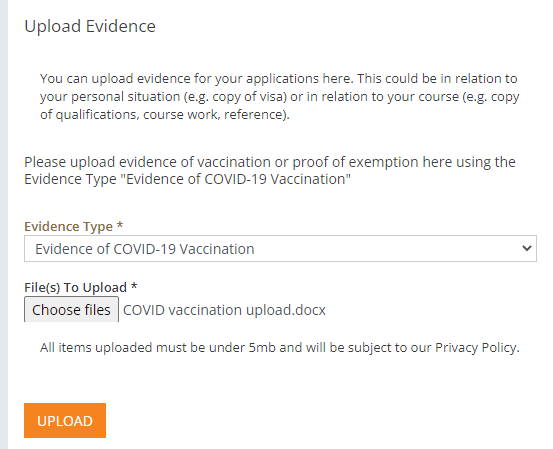 Upload Evidence
You can upload evidence for your applications here. This could be in relation to
your personal situation (e.g. copy of visa) or in relation to your course (e.g. copy
of qualifications, course work, reference).
Please upload evidence of vaccination or proof of exemption here using the
Evidence Type "Evidence of COVID-19 Vaccination"
Evidence Type *
Evidence of COVID-19 Vaccination
File(s) To Upload *
Choose files COVID vaccination upload.docx
All items uploaded must be under 5mb and will be subject to our Privacy Policy.
UPLOAD